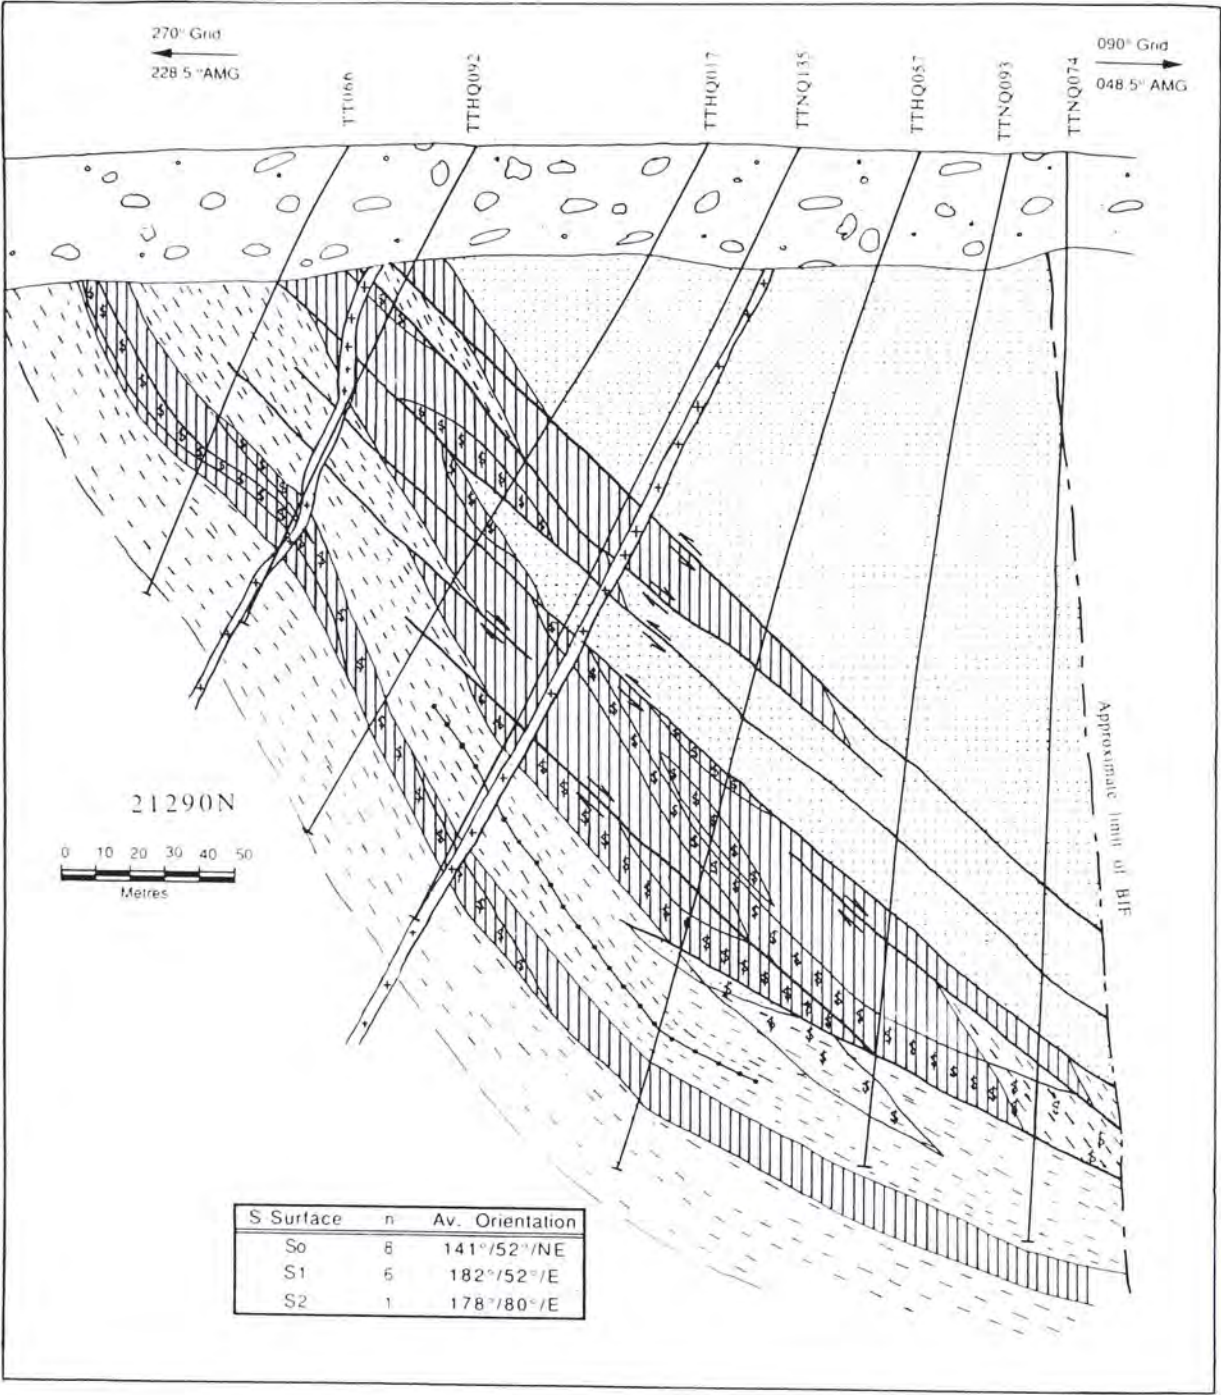 270° Grid
228.5 °AMG
090° Grid
048.5° AMG
TT066
TTHQ092
TTHQ017
TTNQ135
TTHQ057
TTNQ093
TTNQ074
Approximate limit of BIF
21290N
0 10 20 30 40 50
Metres
S Surface n Av. Orientation
So 8 141°/52°/NE
S1 6 182°/52°/E
S2 1 178°/80°/E